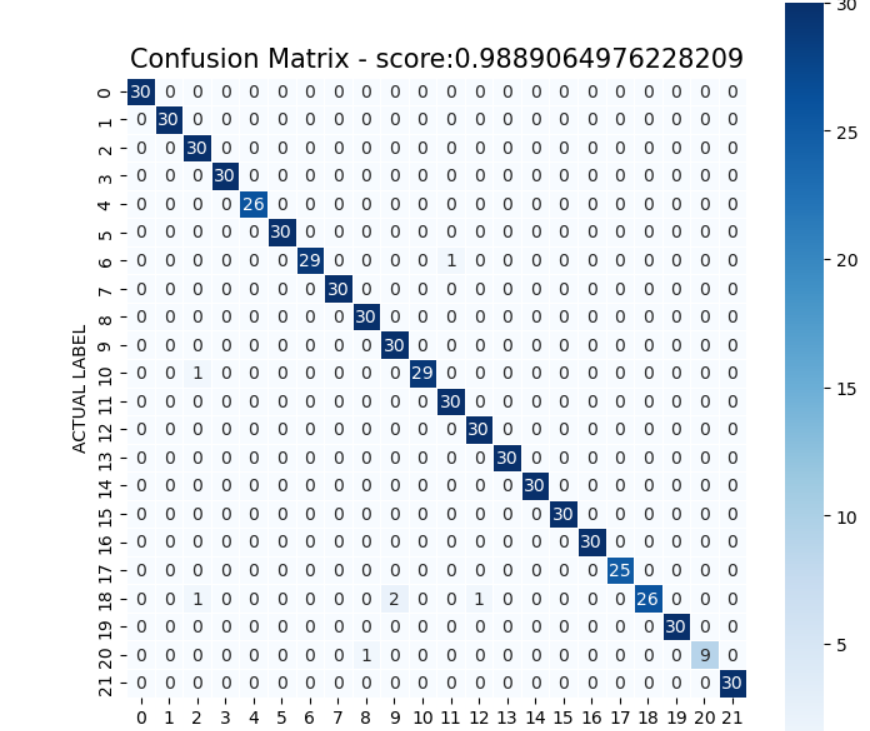 30
Confusion Matrix - score:0.9889064976228209
0 30 0 0 0 0 0 0 0 0 0 0 0 0 0 0 0 0 0 0 0 0 0
1 0 30 0 0 0 0 0 0 0 0 0 0 0 0 0 0 0 0 0 0 0 0
25
2 0 0 30 0 0 0 0 0 0 0 0 0 0 0 0 0 0 0 0 0 0 0
3 0 0 0 30 0 0 0 0 0 0 0 0 0 0 0 0 0 0 0 0 0 0
4 0 0 0 0 26 0 0 0 0 0 0 0 0 0 0 0 0 0 0 0 0 0
5 0 0 0 0 0 30 0 0 0 0 0 0 0 0 0 0 0 0 0 0 0 0
6 0 0 0 0 0 0 29 0 0 0 0 1 0 0 0 0 0 0 0 0 0 0
20
7 0 0 0 0 0 0 0 30 0 0 0 0 0 0 0 0 0 0 0 0 0 0
8 0 0 0 0 0 0 0 0 30 0 0 0 0 0 0 0 0 0 0 0 0 0
9 0 0 0 0 0 0 0 0 0 30 0 0 0 0 0 0 0 0 0 0 0 0
ACTUAL LABEL
10 0 0 1 0 0 0 0 0 0 0 29 0 0 0 0 0 0 0 0 0 0 0
15
11 0 0 0 0 0 0 0 0 0 0 0 30 0 0 0 0 0 0 0 0 0 0
12 0 0 0 0 0 0 0 0 0 0 0 0 30 0 0 0 0 0 0 0 0 0
13 0 0 0 0 0 0 0 0 0 0 0 0 0 30 0 0 0 0 0 0 0 0
14 0 0 0 0 0 0 0 0 0 0 0 0 0 0 30 0 0 0 0 0 0 0
15 0 0 0 0 0 0 0 0 0 0 0 0 0 0 0 30 0 0 0 0 0 0
10
16 0 0 0 0 0 0 0 0 0 0 0 0 0 0 0 0 30 0 0 0 0 0
17 0 0 0 0 0 0 0 0 0 0 0 0 0 0 0 0 0 25 0 0 0 0
18 0 0 1 0 0 0 0 0 0 2 0 0 1 0 0 0 0 0 26 0 0 0
19 0 0 0 0 0 0 0 0 0 0 0 0 0 0 0 0 0 0 0 30 0 0
5
20 0 0 0 0 0 0 0 0 1 0 0 0 0 0 0 0 0 0 0 0 9 0
21 0 0 0 0 0 0 0 0 0 0 0 0 0 0 0 0 0 0 0 0 0 30
0 1 2 3 4 5 6 7 8 9 10 11 12 13 14 15 16 17 18 19 20 21